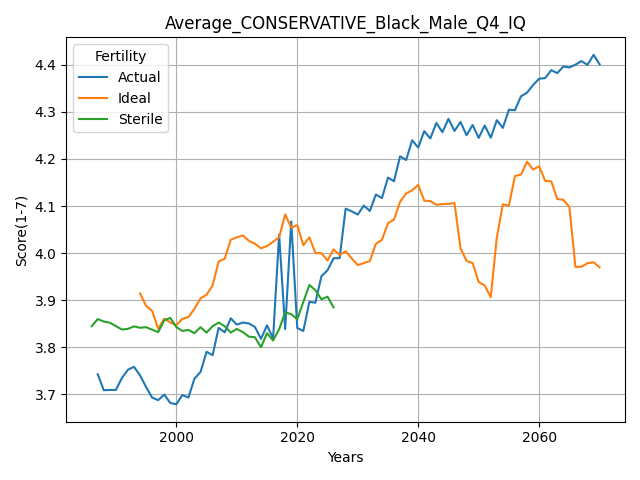 Average_CONSERVATIVE_Black_Male_Q4_IQ
Fertility
Actual
Ideal
Sterile
Score(1-7)
4.4
4.3
4.2
4.1
4.0
3.9
3.8
3.7
2000 2020 2040 2060
Years